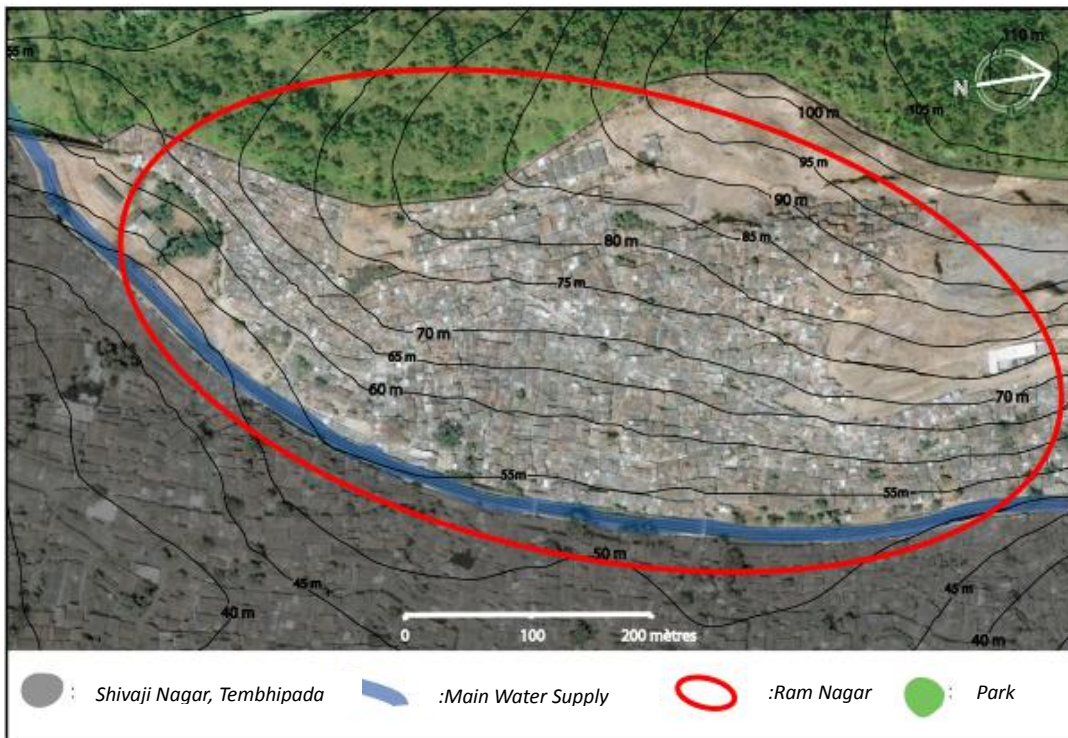 110 m
55 m
N
105 m
100 m
95 m
90 m
85 m
80 m
75 m
70 m
65 m
60 m
70 m
55m
55m
50 m
45 m
45 m
40 m
40 m
0 100 200 mètres
: Shivaji Nagar, Tembhipada :Main Water Supply :Ram Nagar : Park